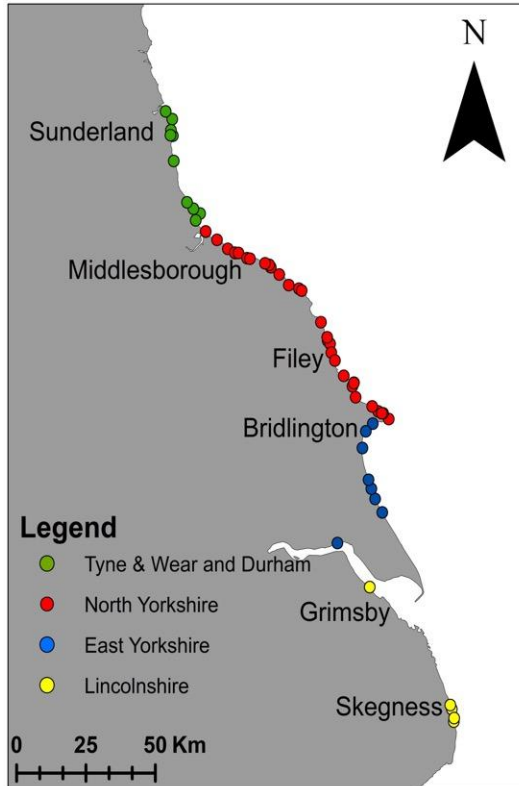 N
Sunderland
Middlesborough
Filey
Bridlington
Legend
Tyne & Wear and Durham
North Yorkshire
Grimsby
East Yorkshire
Lincolnshire
Skegness
0 25 50 Km